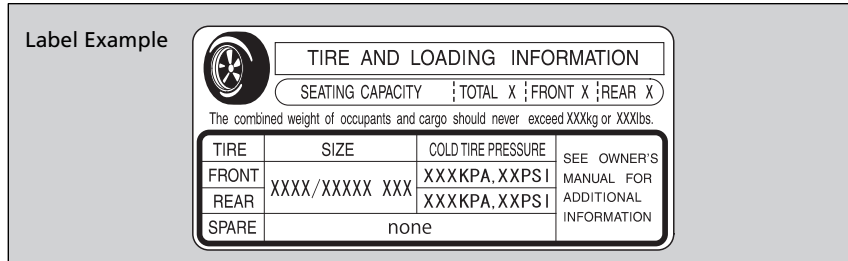 Label Example
TIRE AND LOADING INFORMATION
SEATING CAPACITY TOTAL X FRONT X REAR X
The combined weight of occupants and cargo should never exceed XXXkg or XXXlbs.
TIRE SIZE COLD TIRE PRESSURE
FRONT XXXX/XXXXX XXX XXXKPA,XXPSI
REAR XXXKPA,XXPSI
SPARE none
SEE OWNER'S
MANUAL FOR
ADDITIONAL
INFORMATION